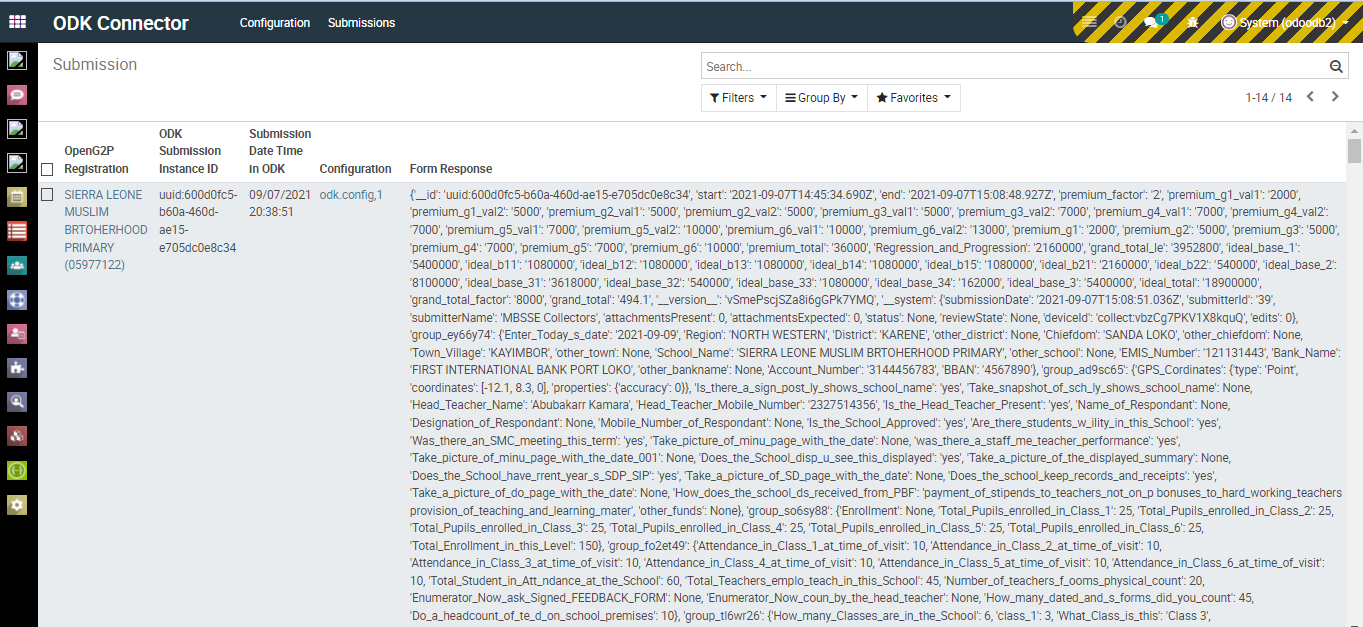 ODK Connector Configuration Submissions 1 System (odoodb2)
Submission
Search...
Filters Group By Favorites 1-14 / 14
OpenG2P Registration
ODK Submission Instance ID
Submission Date Time in ODK
Configuration
Form Response
SIERRA LEONE
MUSLIM
BRTOHERHOOD
PRIMARY
(05977122)
uuid:600d0fc5-
b60a-460d-
ae15-
e705dc0e8c34
09/07/2021
20:38:51
odk.config,1
{'__id': 'uuid:600d0fc5-b60a-460d-ae15-e705dc0e8c34', 'start': '2021-09-07T14:45:34.690Z', 'end': '2021-09-07T15:08:48.927Z', 'premium_factor': '2', 'premium_g1_val1': '2000',
'premium_g1_val2': '5000', 'premium_g2_val1': '5000', 'premium_g2_val2': '5000', 'premium_g3_val1': '5000', 'premium_g3_val2': '7000', 'premium_g4_val1': '7000', 'premium_g4_val2':
'7000', 'premium_g5_val1': '7000', 'premium_g5_val2': '10000', 'premium_g6_val1': '10000', 'premium_g6_val2': '13000', 'premium_g1': '2000', 'premium_g2': '5000', 'premium_g3': '5000',
'premium_g4': '7000', 'premium_g5': '7000', 'premium_g6': '10000', 'premium_total': '36000', 'Regression_and_Progression': '2160000', 'grand_total_le': '3952800', 'ideal_base_1':
'5400000', 'ideal_b11': '1080000', 'ideal_b12': '1080000', 'ideal_b13': '1080000', 'ideal_b14': '1080000', 'ideal_b15': '1080000', 'ideal_b21': '2160000', 'ideal_b22': '540000', 'ideal_base_2':
'8100000', 'ideal_base_31': '3618000', 'ideal_base_32': '540000', 'ideal_base_33': '1080000', 'ideal_base_34': '162000', 'ideal_base_3': '5400000', 'ideal_total': '18900000',
'grand_total_factor': '8000', 'grand_total': '494.1', '__version__': 'vSmePscjSZa8i6gGPk7YMQ', '__system': {'submissionDate': '2021-09-07T15:08:51.036Z', 'submitterId': '39',
'submitterName': 'MBSSE Collectors', 'attachmentsPresent': 0, 'attachmentsExpected': 0, 'status': None, 'reviewState': None, 'deviceId': 'collect:vbzCg7PKV1X8kquQ', 'edits': 0},
'group_ey66y74': {'Enter_Today_s_date': '2021-09-09', 'Region': 'NORTH WESTERN', 'District': 'KARENE', 'other_district': None, 'Chiefdom': 'SANDA LOKO', 'other_chiefdom': None,
'Town_Village': 'KAYIMBOR', 'other_town': None, 'School_Name': 'SIERRA LEONE MUSLIM BRTOHERHOOD PRIMARY', 'other_school': None, 'EMIS_Number': '121131443', 'Bank_Name':
'FIRST INTERNATIONAL BANK PORT LOKO', 'other_bankname': None, 'Account_Number': '3144456783', 'BBAN': '4567890'}, 'group_ad9sc65': {'GPS_Cordinates': {'type': 'Point',
'coordinates': [-12.1, 8.3, 0], 'properties': {'accuracy': 0}}, 'Is_there_a_sign_post_ly_shows_school_name': 'yes', 'Take_snapshot_of_sch_ly_shows_school_name': None,
'Head_Teacher_Name': 'Abubakarr Kamara', 'Head_Teacher_Mobile_Number': '2327514356', 'Is_the_Head_Teacher_Present': 'yes', 'Name_of_Respondant': None,
'Designation_of_Respondant': None, 'Mobile_Number_of_Respondant': None, 'Is_the_School_Approved': 'yes', 'Are_there_students_w_ility_in_this_School': 'yes',
'Was_there_an_SMC_meeting_this_term': 'yes', 'Take_picture_of_minu_page_with_the_date': None, 'was_there_a_staff_me_teacher_performance': 'yes',
'Take_picture_of_minu_page_with_the_date_001': None, 'Does_the_School_disp_u_see_this_displayed': 'yes', 'Take_a_picture_of_the_displayed_summary': None,
'Does_the_School_have_rrent_year_s_SDP_SIP': 'yes', 'Take_a_picture_of_SD_page_with_the_date': None, 'Does_the_school_keep_records_and_receipts': 'yes',
'Take_a_picture_of_do_page_with_the_date': None, 'How_does_the_school_ds_received_from_PBF': 'payment_of_stipends_to_teachers_not_on_p bonuses_to_hard_working_teachers
provision_of_teaching_and_learning_mater', 'other_funds': None}, 'group_so6sy88': {'Enrollment': None, 'Total_Pupils_enrolled_in_Class_1': 25, 'Total_Pupils_enrolled_in_Class_2': 25,
'Total_Pupils_enrolled_in_Class_3': 25, 'Total_Pupils_enrolled_in_Class_4': 25, 'Total_Pupils_enrolled_in_Class_5': 25, 'Total_Pupils_enrolled_in_Class_6': 25,
'Total_Enrollment_in_this_Level': 150}, 'group_fo2et49': {'Attendance_in_Class_1_at_time_of_visit': 10, 'Attendance_in_Class_2_at_time_of_visit': 10,
'Attendance_in_Class_3_at_time_of_visit': 10, 'Attendance_in_Class_4_at_time_of_visit': 10, 'Attendance_in_Class_5_at_time_of_visit': 10, 'Attendance_in_Class_6_at_time_of_visit':
10, 'Total_Student_in_Att_ndance_at_the_School': 60, 'Total_Teachers_emplo_teach_in_this_School': 45, 'Number_of_teachers_f_ooms_physical_count': 20,
'Enumerator_Now_ask_Signed_FEEDBACK_FORM': None, 'Enumerator_Now_coun_by_the_head_teacher': None, 'How_many_dated_and_s_forms_did_you_count': 45,
'Do_a_headcount_of_te_d_on_school_premises': 10}, 'group_tl6wr26': {'How_many_Classes_are_in_the_School': 6, 'class_1': 3, 'What_Class_is_this': 'Class 3',